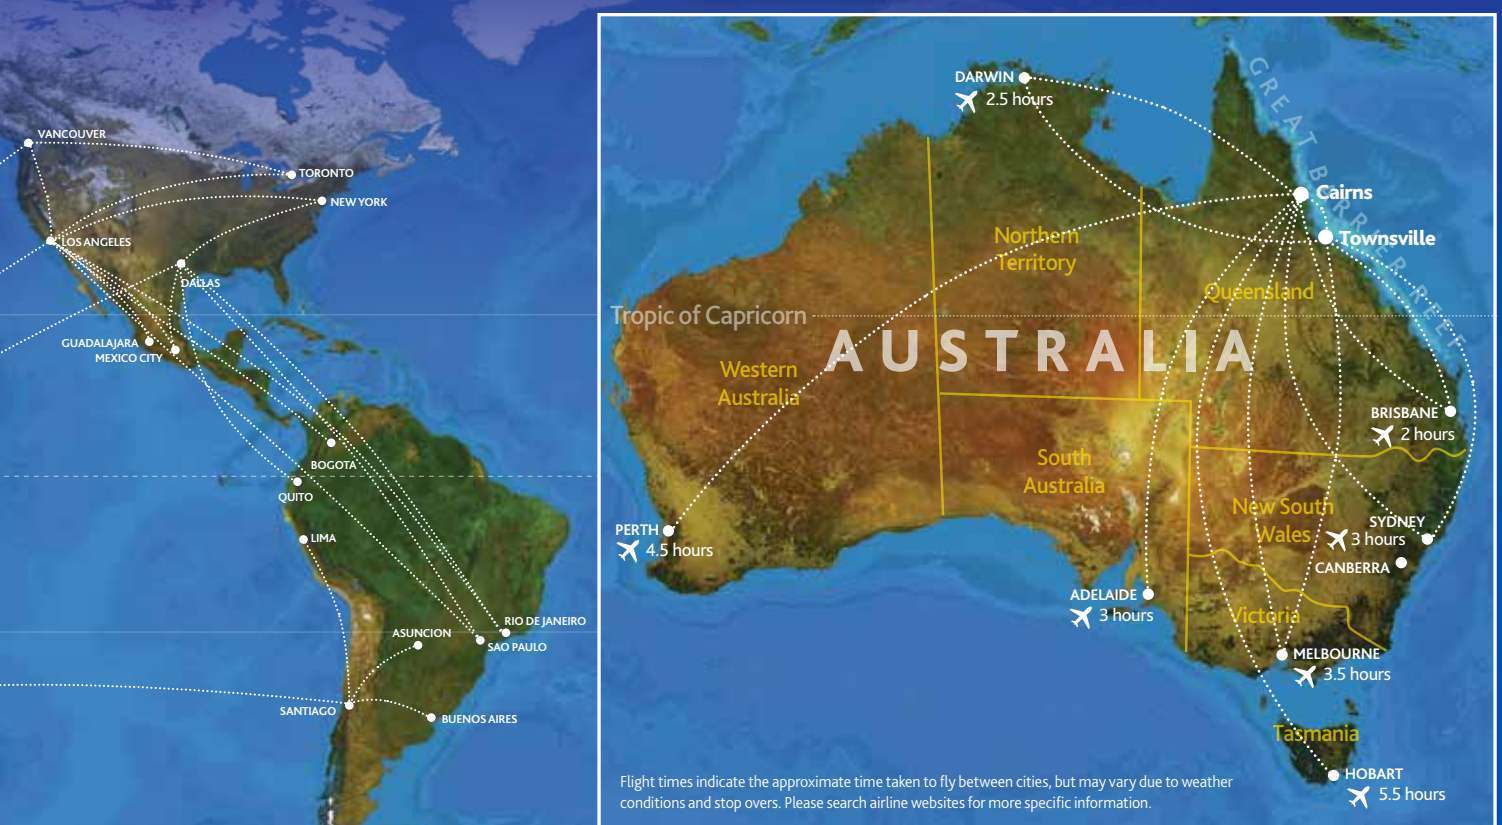 VANCOUVER
TORONTO
NEW YORK
LOS ANGELES
DALLAS
GUADALAJARA
MEXICO CITY
BOGOTA
QUITO
LIMA
RIO DE JANEIRO
ASUNCION
SAO PAULO
SANTIAGO
BUENOS AIRES
DARWIN
2.5 hours
GREAT BARRIER REEF
Cairns
Townsville
Northern
Territory
Queensland
Tropic of Capricorn
AUSTRALIA
Western
Australia
BRISBANE
2 hours
South
Australia
New South
Wales
SYDNEY
3 hours
PERTH
4.5 hours
CANBERRA
ADELAIDE
3 hours
Victoria
MELBOURNE
3.5 hours
Tasmania
HOBART
5.5 hours
Flight times indicate the approximate time taken to fly between cities, but may vary due to weather
conditions and stop overs. Please search airline websites for more specific information.